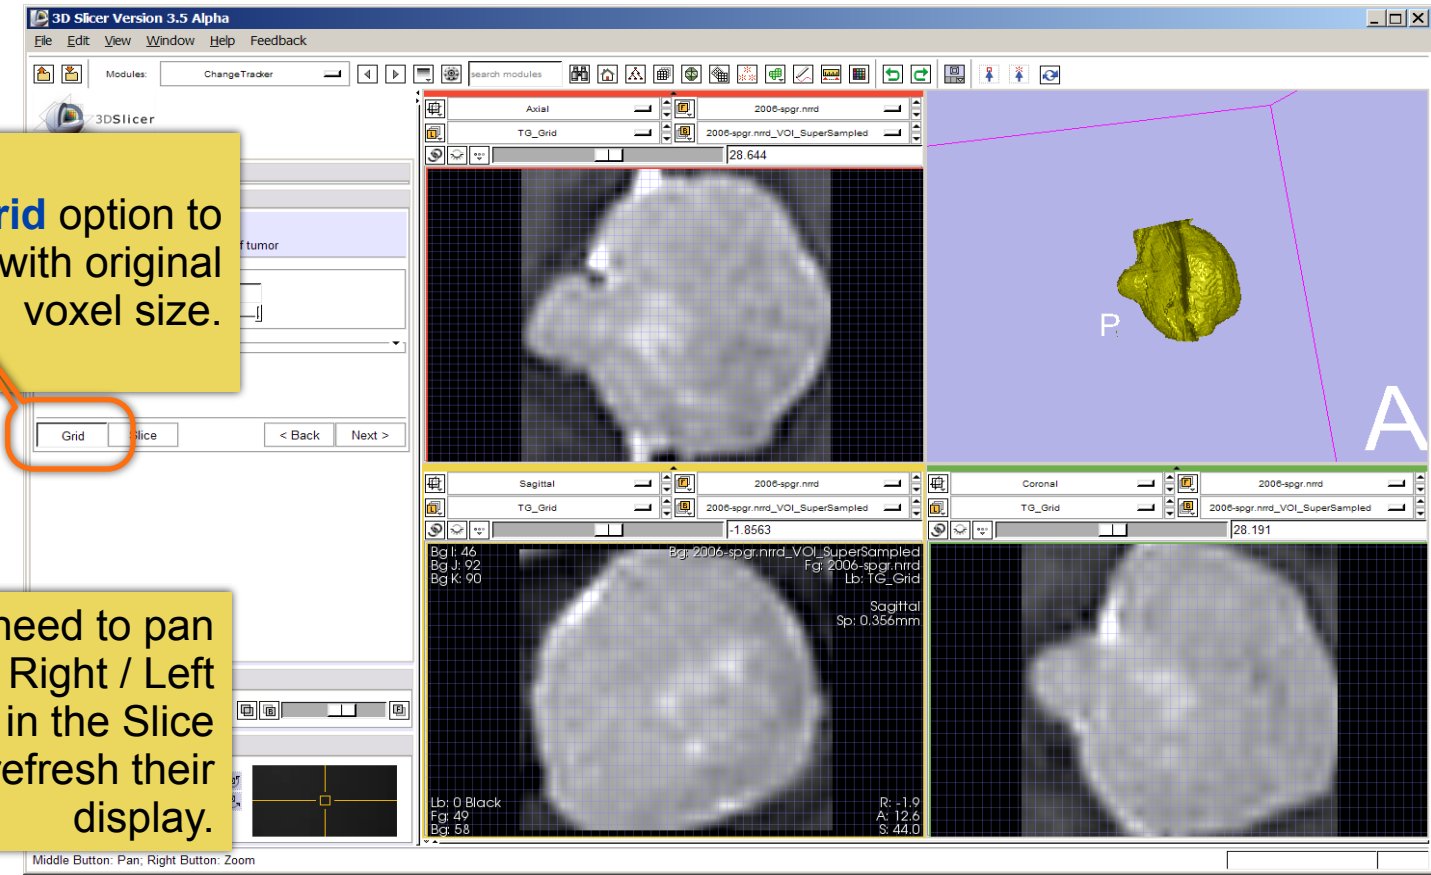 3D Slicer Version 3.5 Alpha
File Edit View Window Help Feedback
Modules: ChangeTracker search modules
3DSlicer
rid option to
with original
voxel size.
f tumor
Grid Slice < Back Next >
need to pan
Right / Left
in the Slice
refresh their
display.
Axial 2006-spgr.nrrd
TG_Grid 2006-spgr.nrrd_VOI_SuperSampled
28.644
P
A
Sagittal 2006-spgr.nrrd
TG_Grid 2006-spgr.nrrd_VOI_SuperSampled
-1.8563
Bg I: 46
Bg J: 92
Bg K: 90
Bg: 2006-spgr.nrrd_VOI_SuperSampled
Fg: 2006-spgr.nrrd
Lb: TG_Grid
Sagittal
Sp: 0.356mm
Lb: 0 Black
Fg: 49
Bg: 58
R: -1.9
A: 12.6
S: 44.0
Coronal 2006-spgr.nrrd
TG_Grid 2006-spgr.nrrd_VOI_SuperSampled
28.191
Middle Button: Pan; Right Button: Zoom